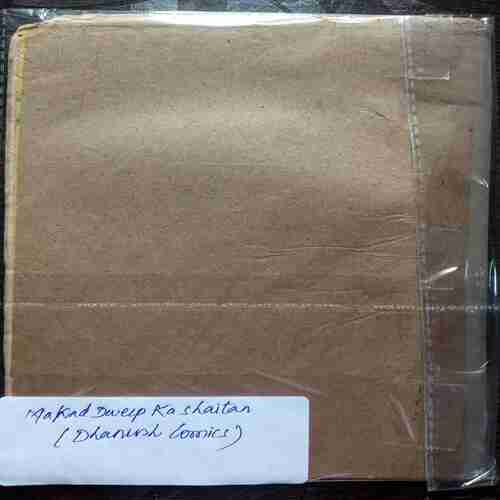 Makad Dweep Ka Shaitan
(Dhanush Comics)